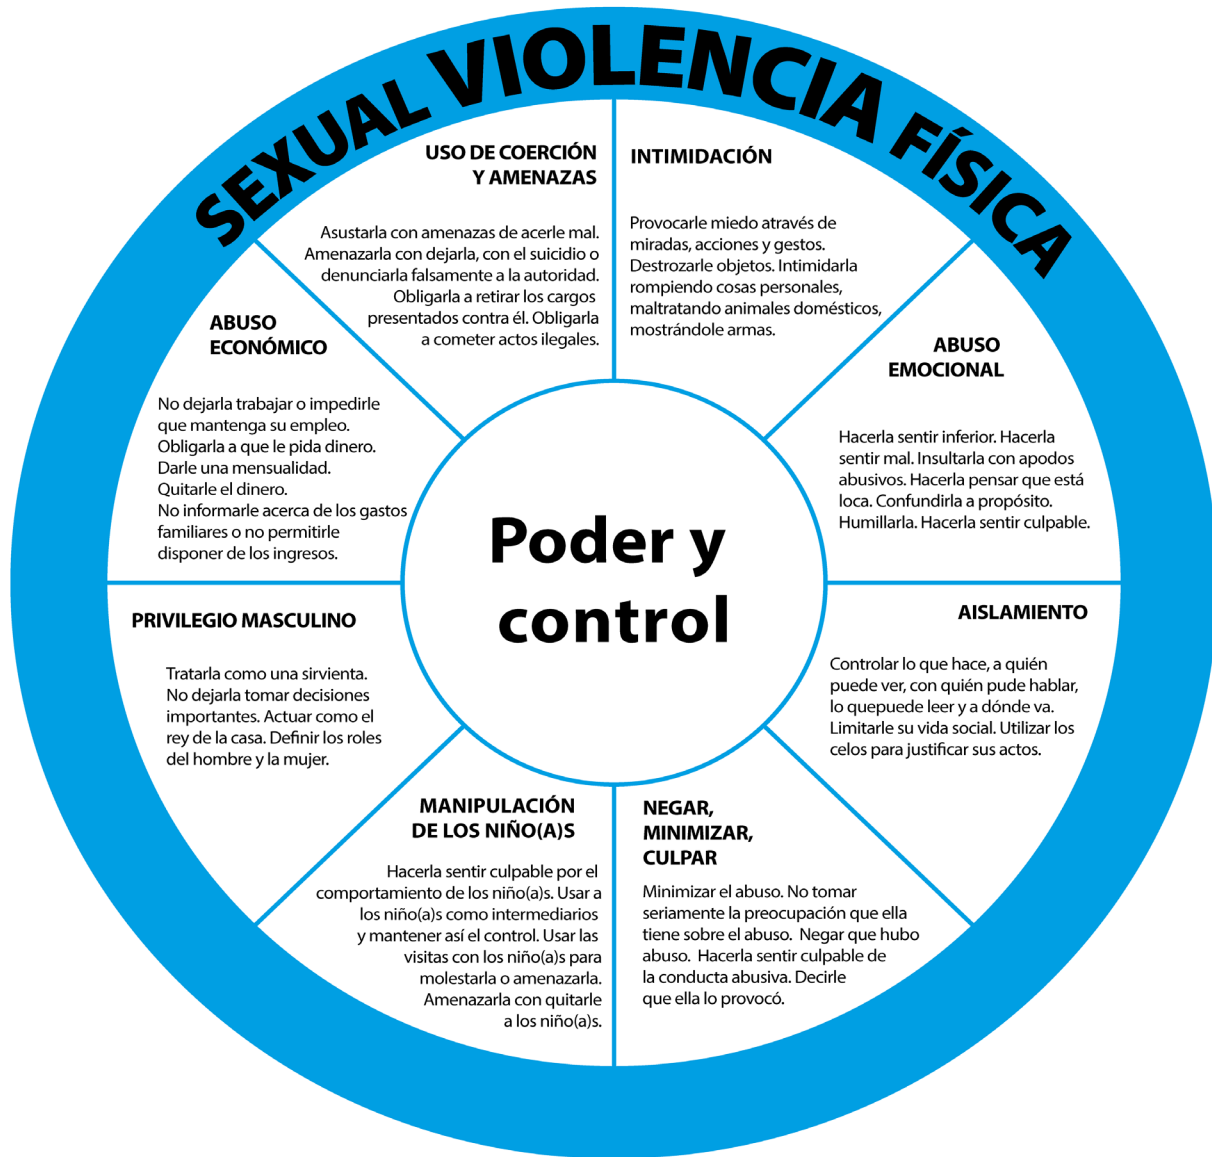 SEXUAL VIOLENCIA FÍSICA
USO DE COERCIÓN
Y AMENAZAS
Asustarla con amenazas de acerle mal.
Amenazarla con dejarla, con el suicidio o
denunciarla falsamente a la autoridad.
Obligarla a retirar los cargos
presentados contra él. Obligarla
a cometer actos ilegales.
INTIMIDACIÓN
Provocarle miedo através de
miradas, acciones y gestos.
Destrozarle objetos. Intimidarla
rompiendo cosas personales,
maltratando animales domésticos,
mostrándole armas.
ABUSO
EMOCIONAL
Hacerla sentir inferior. Hacerla
sentir mal. Insultarla con apodos
abusivos. Hacerla pensar que está
loca. Confundirla a propósito.
Humillarla. Hacerla sentir culpable.
AISLAMIENTO
Controlar lo que hace, a quién
puede ver, con quién pude hablar,
lo quepuede leer y a dónde va.
Limitarle su vida social. Utilizar los
celos para justificar sus actos.
NEGAR,
MINIMIZAR,
CULPAR
Minimizar el abuso. No tomar
seriamente la preocupación que ella
tiene sobre el abuso. Negar que hubo
abuso. Hacerla sentir culpable de
la conducta abusiva. Decirle
que ella lo provocó.
MANIPULACIÓN
DE LOS NIÑO(A)S
Hacerla sentir culpable por el
comportamiento de los niño(a)s. Usar a
los niño(a)s como intermediarios
y mantener así el control. Usar las
visitas con los niño(a)s para
molestarla o amenazarla.
Amenazarla con quitarle
a los niño(a)s.
PRIVILEGIO MASCULINO
Tratarla como una sirvienta.
No dejarla tomar decisiones
importantes. Actuar como el
rey de la casa. Definir los roles
del hombre y la mujer.
ABUSO
ECONÓMICO
No dejarla trabajar o impedirle
que mantenga su empleo.
Obligarla a que le pida dinero.
Darle una mensualidad.
Quitarle el dinero.
No informarle acerca de los gastos
familiares o no permitirle
disponer de los ingresos.
Poder y
control